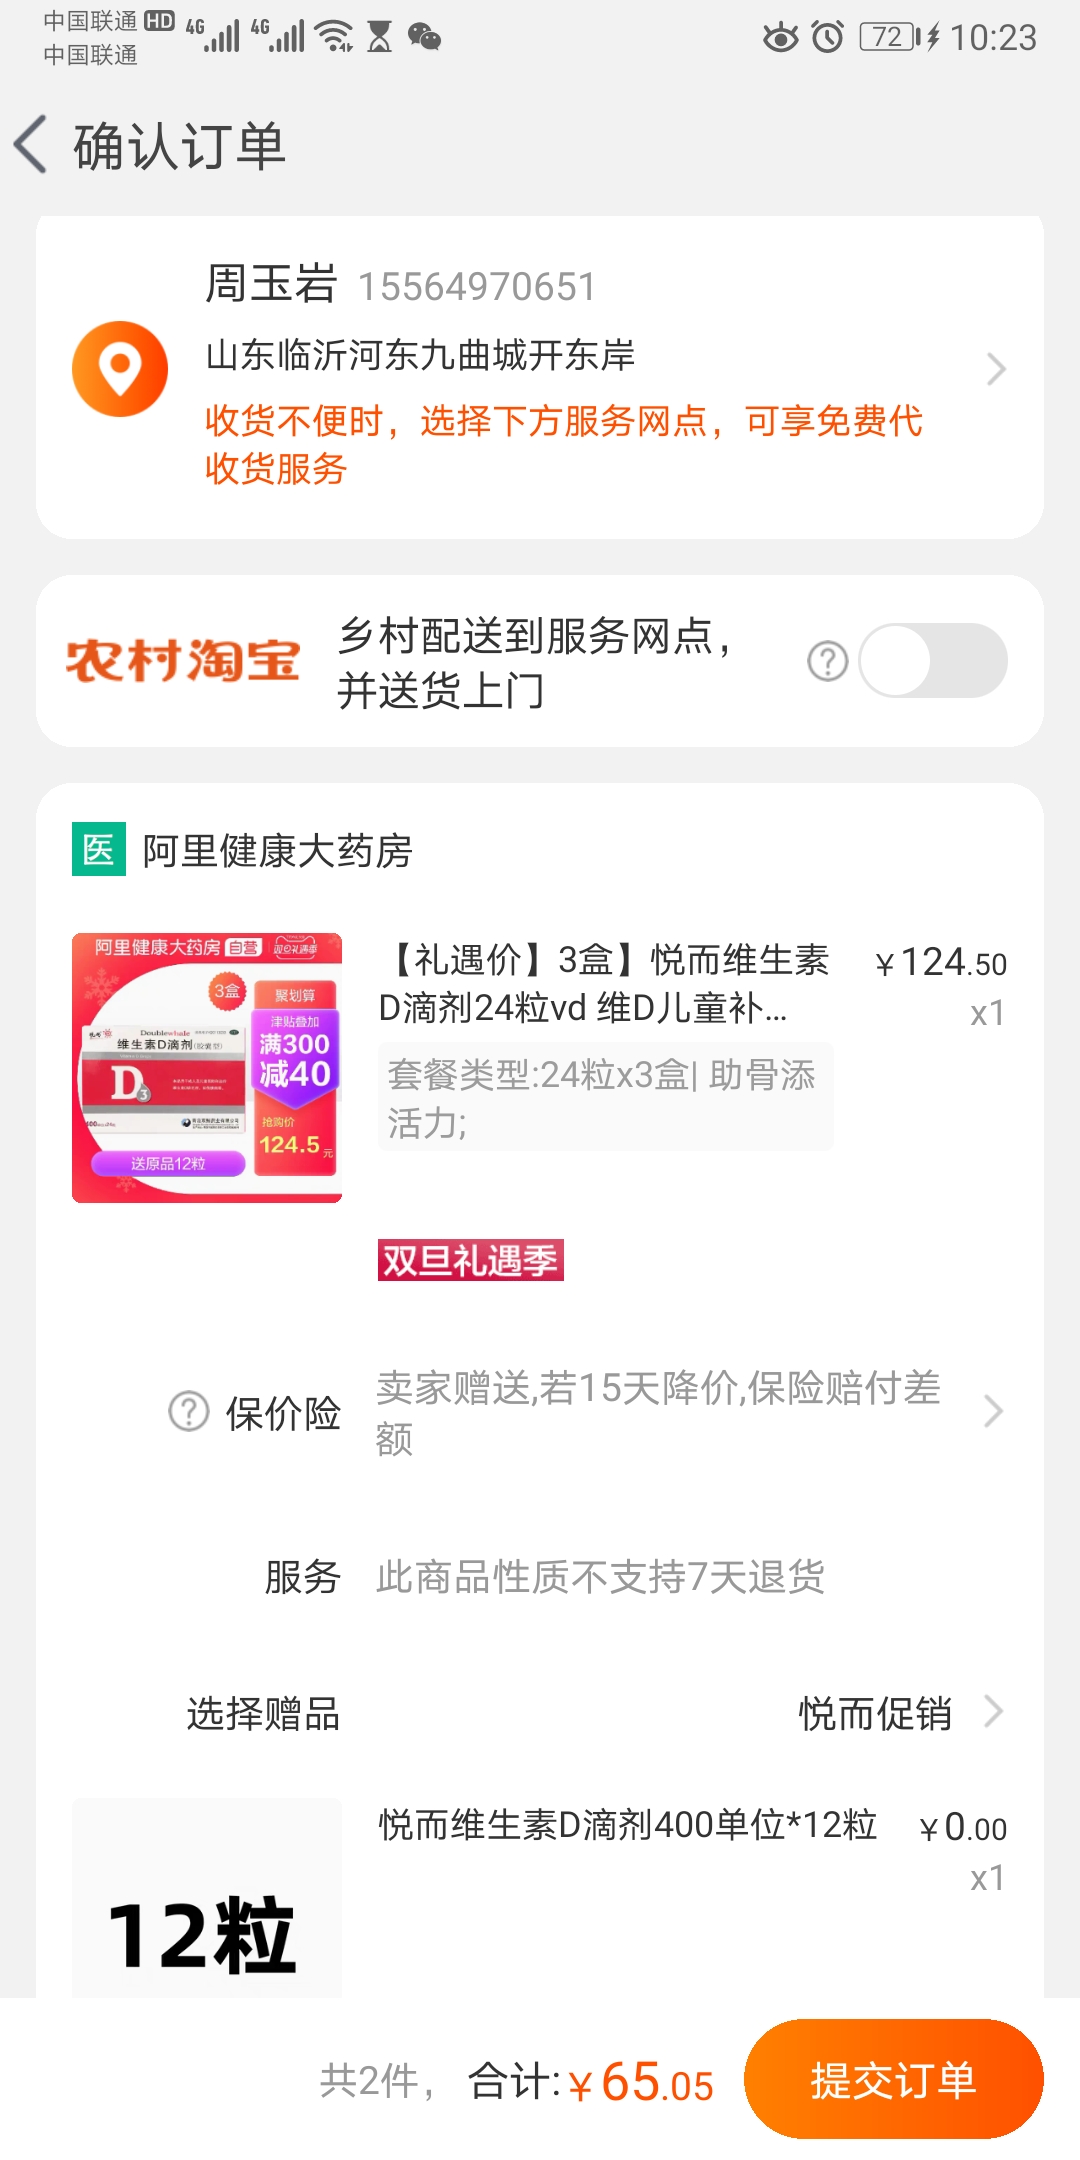 中国联通 HD 4G 4G 72 10:23
中国联通
确认订单
周玉岩 15564970651
山东临沂河东九曲城开东岸
收货不便时，选择下方服务网点，可享免费代
收货服务
农村淘宝
乡村配送到服务网点，
并送货上门
?
医 阿里健康大药房
阿里健康大药房 自营 双旦礼遇季
3盒
聚划算
津贴叠加
满300
减40
抢购价
124.5元
Doublewhale
维生素D滴剂(胶囊型)
D3
送原品12粒
【礼遇价】3盒】悦而维生素
D滴剂24粒vd 维D儿童补...
￥124.50
x1
套餐类型:24粒x3盒| 助骨添
活力;
双旦礼遇季
? 保价险
卖家赠送,若15天降价,保险赔付差
额
服务 此商品性质不支持7天退货
选择赠品 悦而促销
12粒
悦而维生素D滴剂400单位*12粒 ￥0.00
x1
共2件， 合计:￥65.05
提交订单